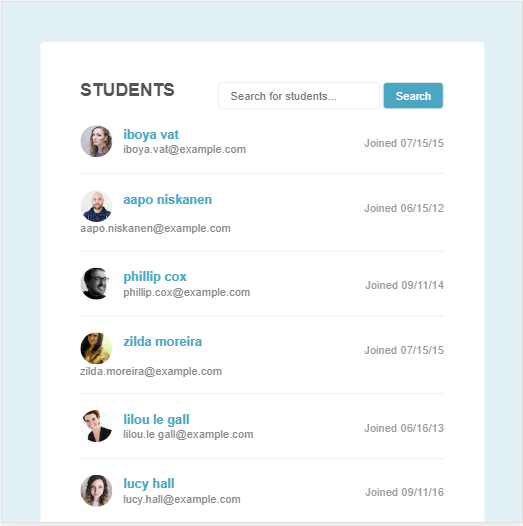 STUDENTS
Search for students...
Search
iboya vat
iboya.vat@example.com
Joined 07/15/15
aapo niskanen
aapo.niskanen@example.com
Joined 06/15/12
phillip cox
phillip.cox@example.com
Joined 09/11/14
zilda moreira
zilda.moreira@example.com
Joined 07/15/15
lilou le gall
lilou.le gall@example.com
Joined 06/16/13
lucy hall
lucy.hall@example.com
Joined 09/11/16